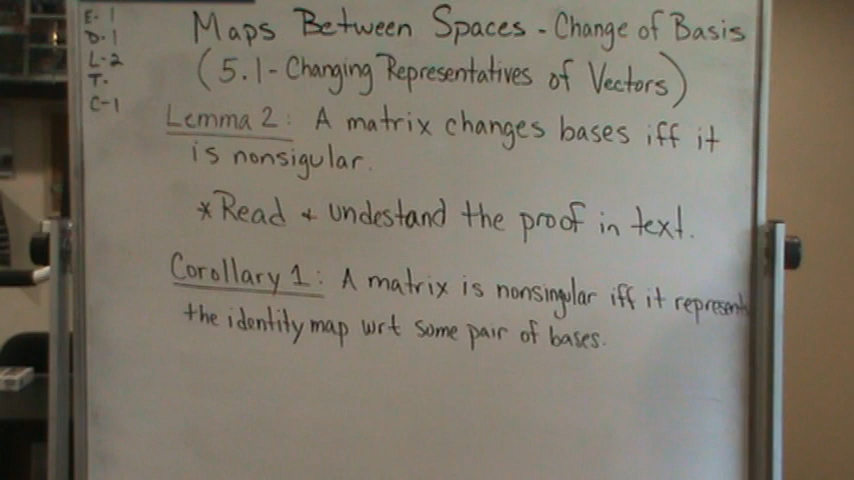 E. 1
D. 1
L-2
T.
C-1
Maps Between Spaces - Change of Basis
(5.1 - Changing Representatives of Vectors)
Lemma 2: A matrix changes bases iff it
is nonsigular.
*Read + undestand the proof in text.
Corollary 1: A matrix is nonsingular iff it represents
the identity map wrt some pair of bases.